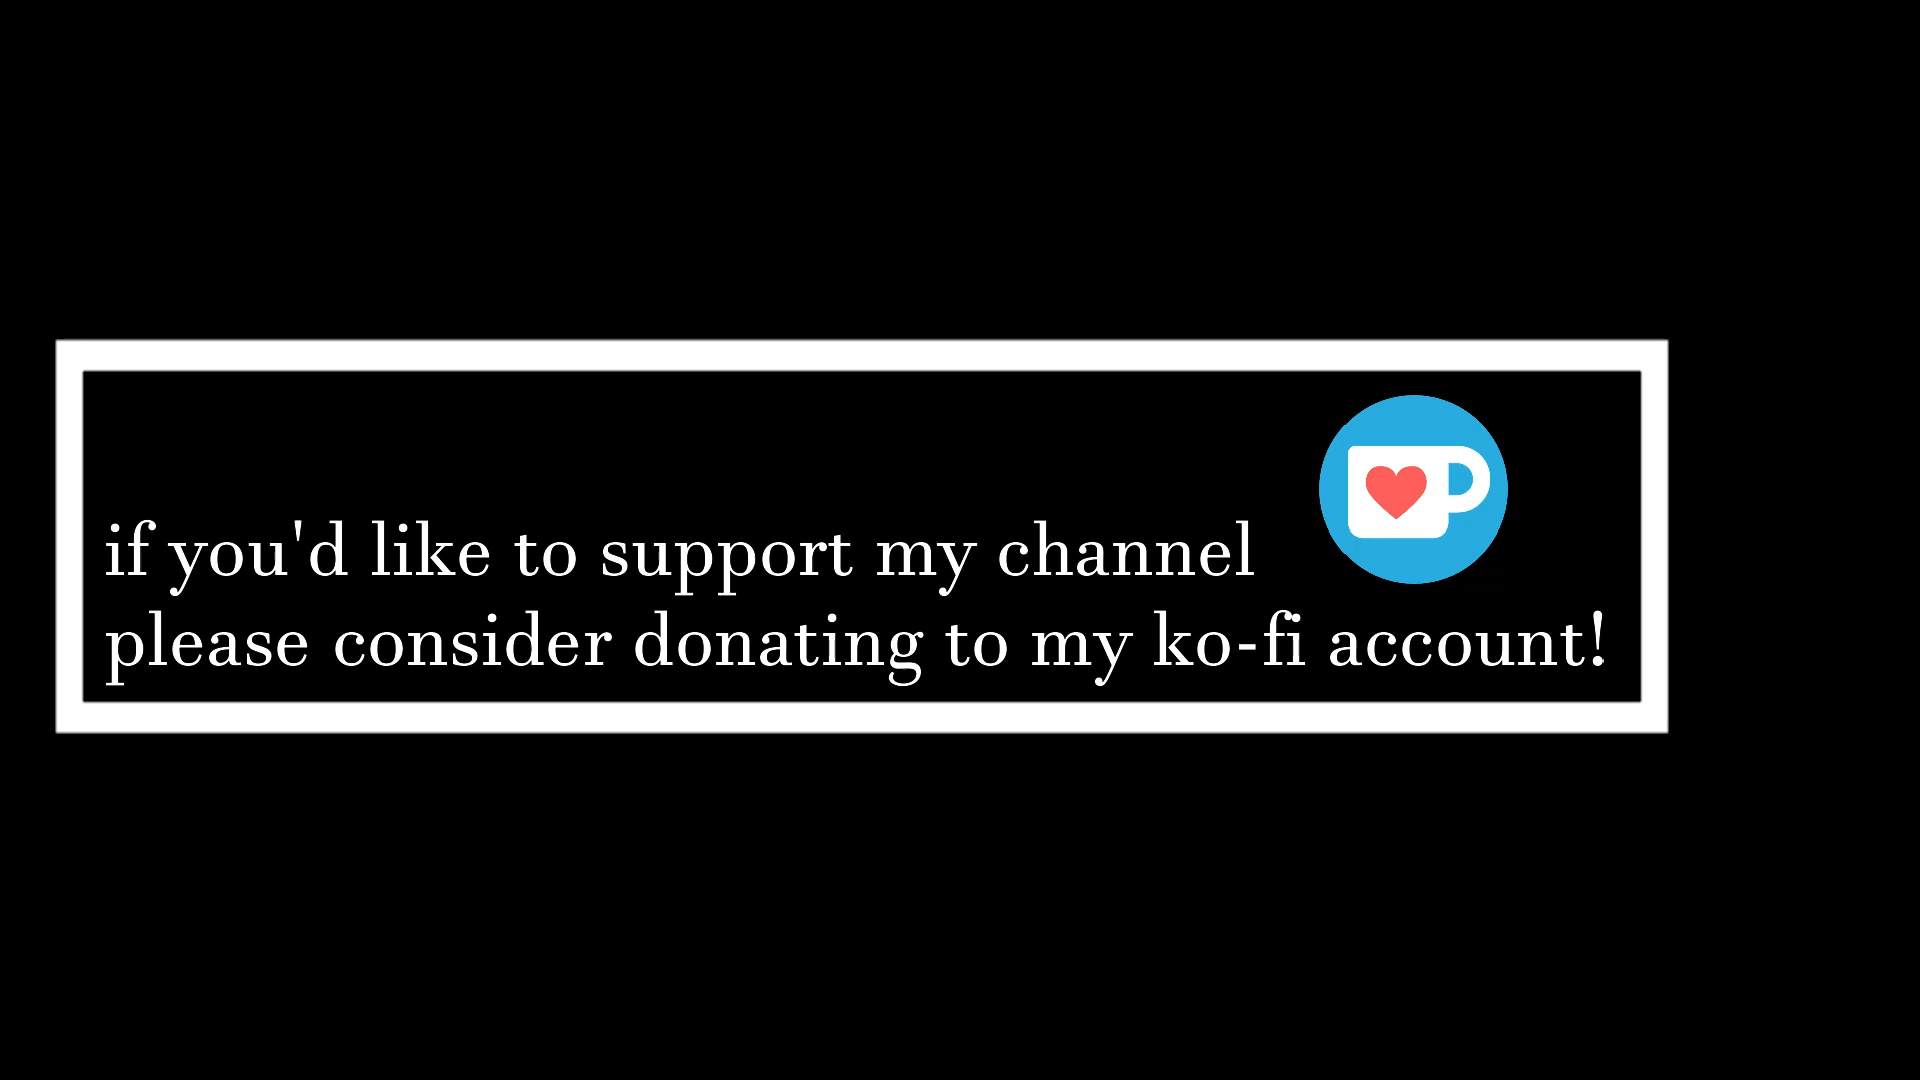 if you'd like to support my channel
please consider donating to my ko-fi account!